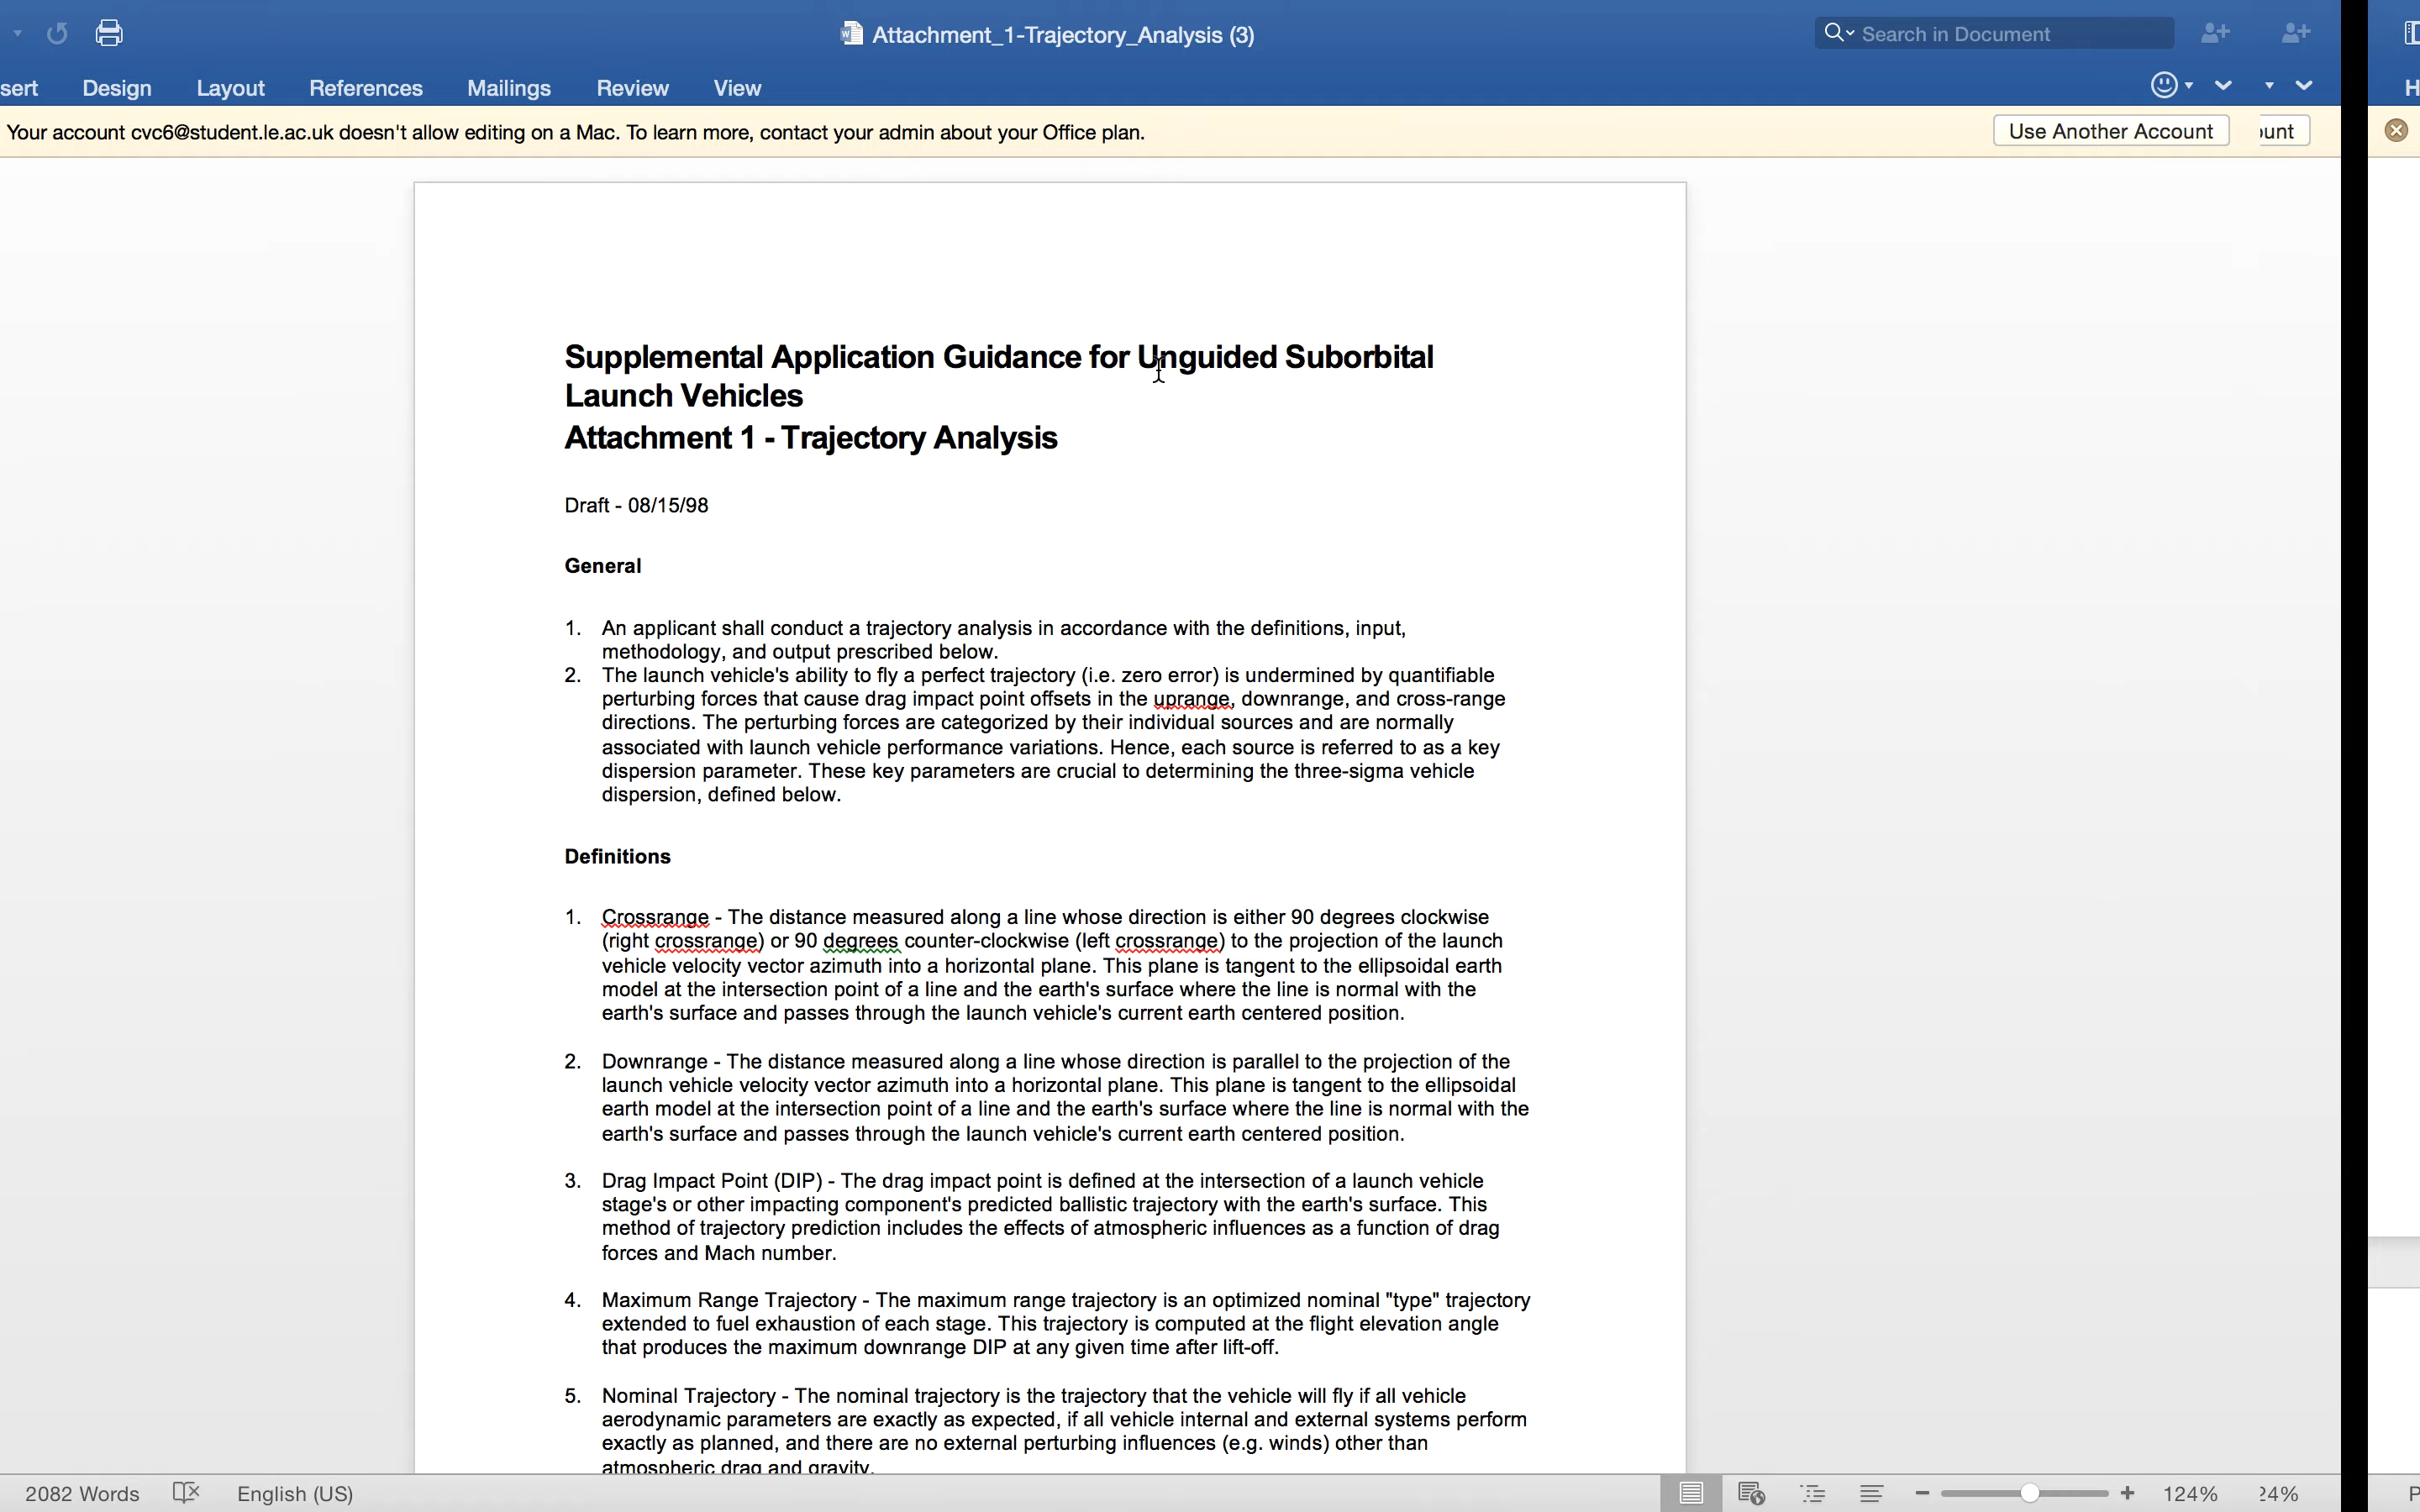 Attachment_1-Trajectory_Analysis (3)
Search in Document
sert Design Layout References Mailings Review View
H
Your account cvc6@student.le.ac.uk doesn't allow editing on a Mac. To learn more, contact your admin about your Office plan.
Use Another Account
unt
Supplemental Application Guidance for Unguided Suborbital
Launch Vehicles
Attachment 1 - Trajectory Analysis
Draft - 08/15/98
General
1. An applicant shall conduct a trajectory analysis in accordance with the definitions, input,
methodology, and output prescribed below.
2. The launch vehicle's ability to fly a perfect trajectory (i.e. zero error) is undermined by quantifiable
perturbing forces that cause drag impact point offsets in the uprange, downrange, and cross-range
directions. The perturbing forces are categorized by their individual sources and are normally
associated with launch vehicle performance variations. Hence, each source is referred to as a key
dispersion parameter. These key parameters are crucial to determining the three-sigma vehicle
dispersion, defined below.
Definitions
1. Crossrange - The distance measured along a line whose direction is either 90 degrees clockwise
(right crossrange) or 90 degrees counter-clockwise (left crossrange) to the projection of the launch
vehicle velocity vector azimuth into a horizontal plane. This plane is tangent to the ellipsoidal earth
model at the intersection point of a line and the earth's surface where the line is normal with the
earth's surface and passes through the launch vehicle's current earth centered position.
2. Downrange - The distance measured along a line whose direction is parallel to the projection of the
launch vehicle velocity vector azimuth into a horizontal plane. This plane is tangent to the ellipsoidal
earth model at the intersection point of a line and the earth's surface where the line is normal with the
earth's surface and passes through the launch vehicle's current earth centered position.
3. Drag Impact Point (DIP) - The drag impact point is defined at the intersection of a launch vehicle
stage's or other impacting component's predicted ballistic trajectory with the earth's surface. This
method of trajectory prediction includes the effects of atmospheric influences as a function of drag
forces and Mach number.
4. Maximum Range Trajectory - The maximum range trajectory is an optimized nominal "type" trajectory
extended to fuel exhaustion of each stage. This trajectory is computed at the flight elevation angle
that produces the maximum downrange DIP at any given time after lift-off.
5. Nominal Trajectory - The nominal trajectory is the trajectory that the vehicle will fly if all vehicle
aerodynamic parameters are exactly as expected, if all vehicle internal and external systems perform
exactly as planned, and there are no external perturbing influences (e.g. winds) other than
atmospheric drag and gravity.
2082 Words English (US) 124% 24% P